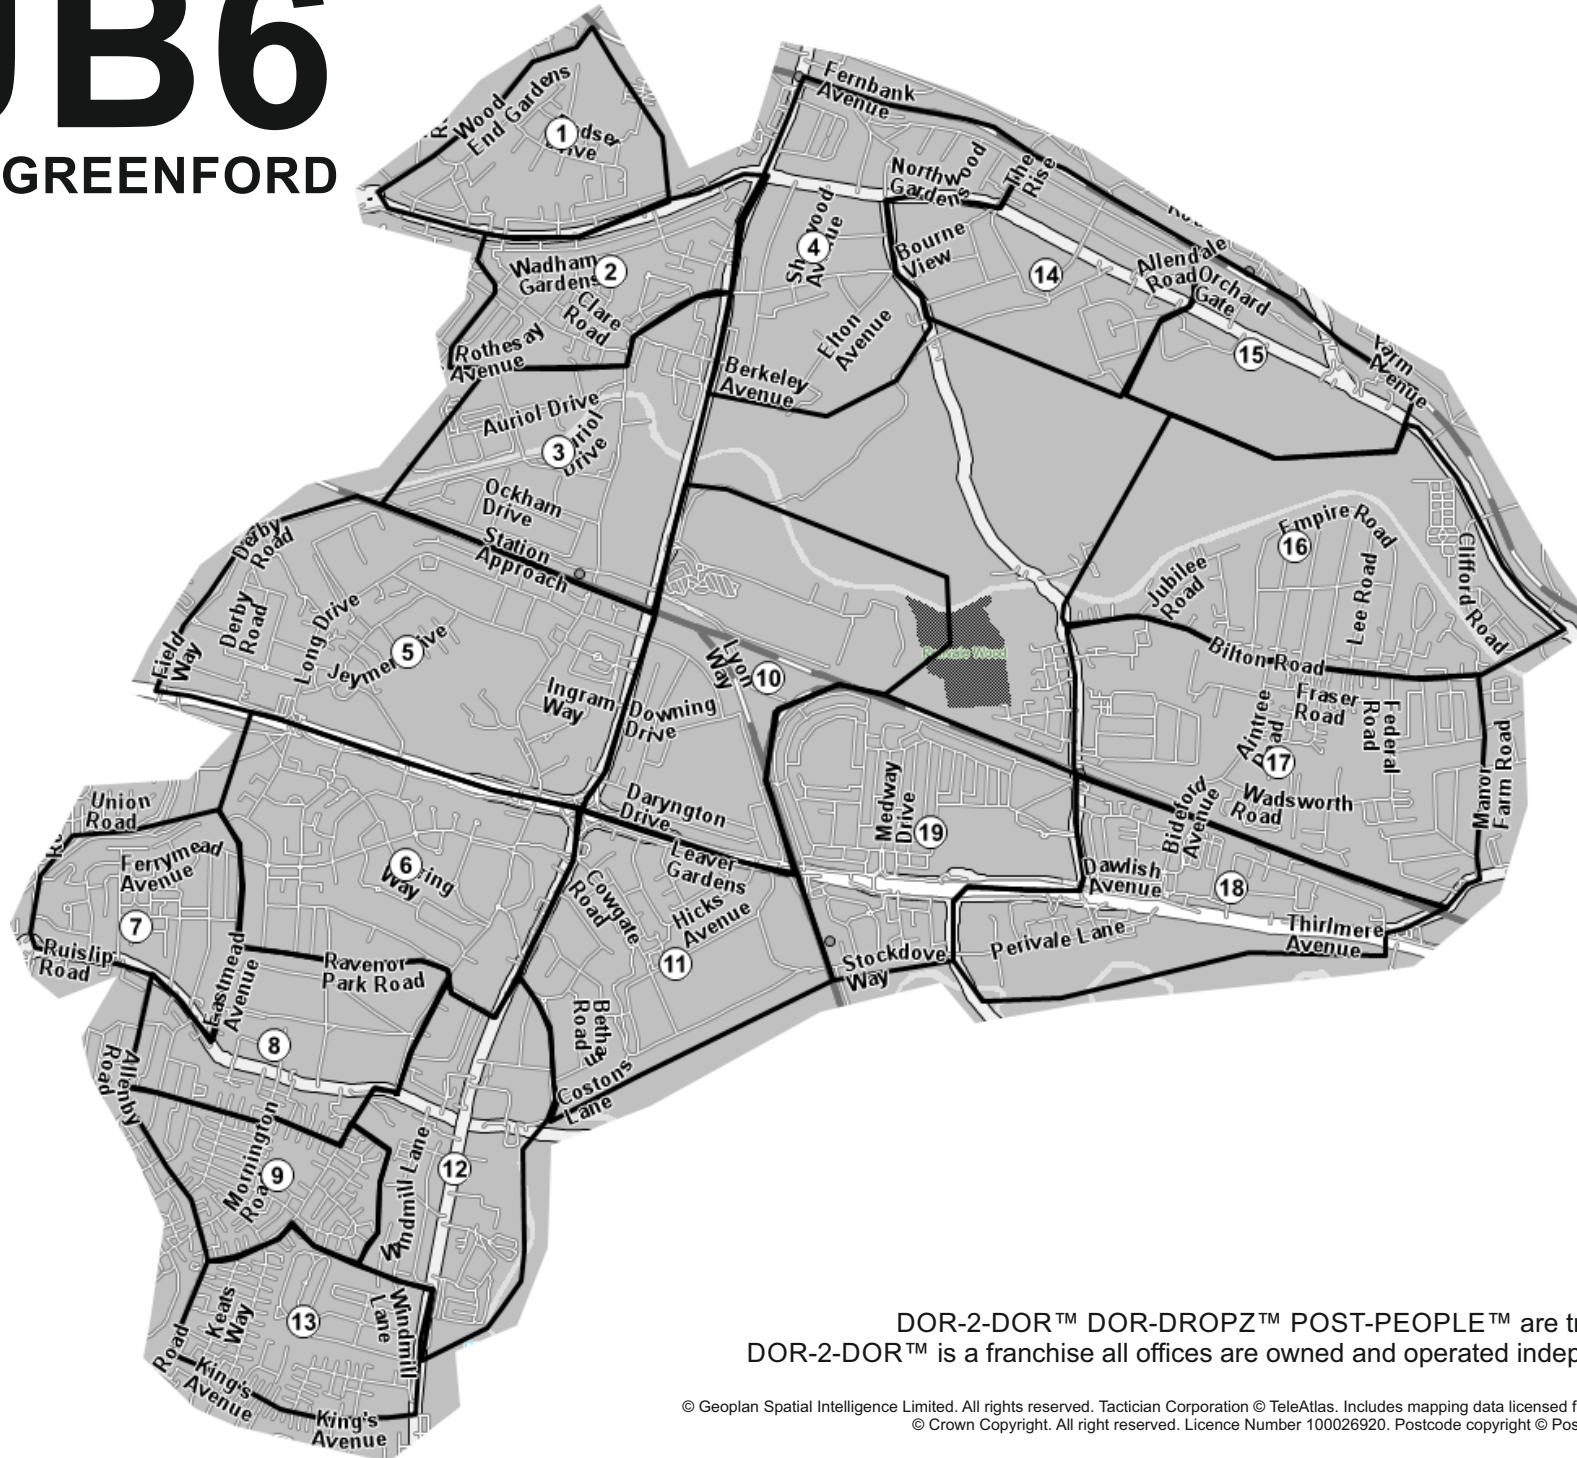 UB6
GREENFORD
Wood
End Gardens
1
Fernbank
Avenue
Northwood
Gardens
The
Rise
2
Wadham
Gardens
Clare
Road
4
Bourne
View
14
Allendale
Road
Orchard
Gate
Rothesay
Avenue
Elton
Avenue
15
Berkeley
Avenue
Avenue
Auriol Drive
3
Drive
Ockham
Drive
Station
Approach
Derby
Road
Empire Road
16
Clifford Road
Jubilee
Road
Lee Road
Derby
Road
Long Drive
5
Field
Way
Lyon
Way
10
Perivale Wood
Bilton Road
Ingram
Way
Downing
Drive
Fraser
Road
Federal
Road
Aintree
Road
17
Manor
Farm Road
Wadsworth
Road
Bideford
Avenue
Medway
Drive
19
Union
Road
Daryngton
Drive
Ferrymead
Avenue
6
Way
Leaver
Gardens
Dawlish
Avenue
18
Cowgate
Road
Hicks
Avenue
7
Thirlmere
Avenue
Perivale Lane
Ruislip
Road
Eastmead
Avenue
Ravenor
Park Road
11
Stockdove
Way
8
Road
Costons
Lane
Allenby
Road
Mornington
Road
9
Windmill Lane
12
Keats
Way
13
Windmill
Lane
Road
King's
Avenue
King's
Avenue
DOR-2-DOR™ DOR-DROPZ™ POST-PEOPLE™ are
DOR-2-DOR™ is a franchise all offices are owned and operated
© Geoplan Spatial Intelligence Limited. All rights reserved. Tactician Corporation © TeleAtlas. Includes mapping data licensed
© Crown Copyright. All right reserved. Licence Number 100026920. Postcode copyright ©